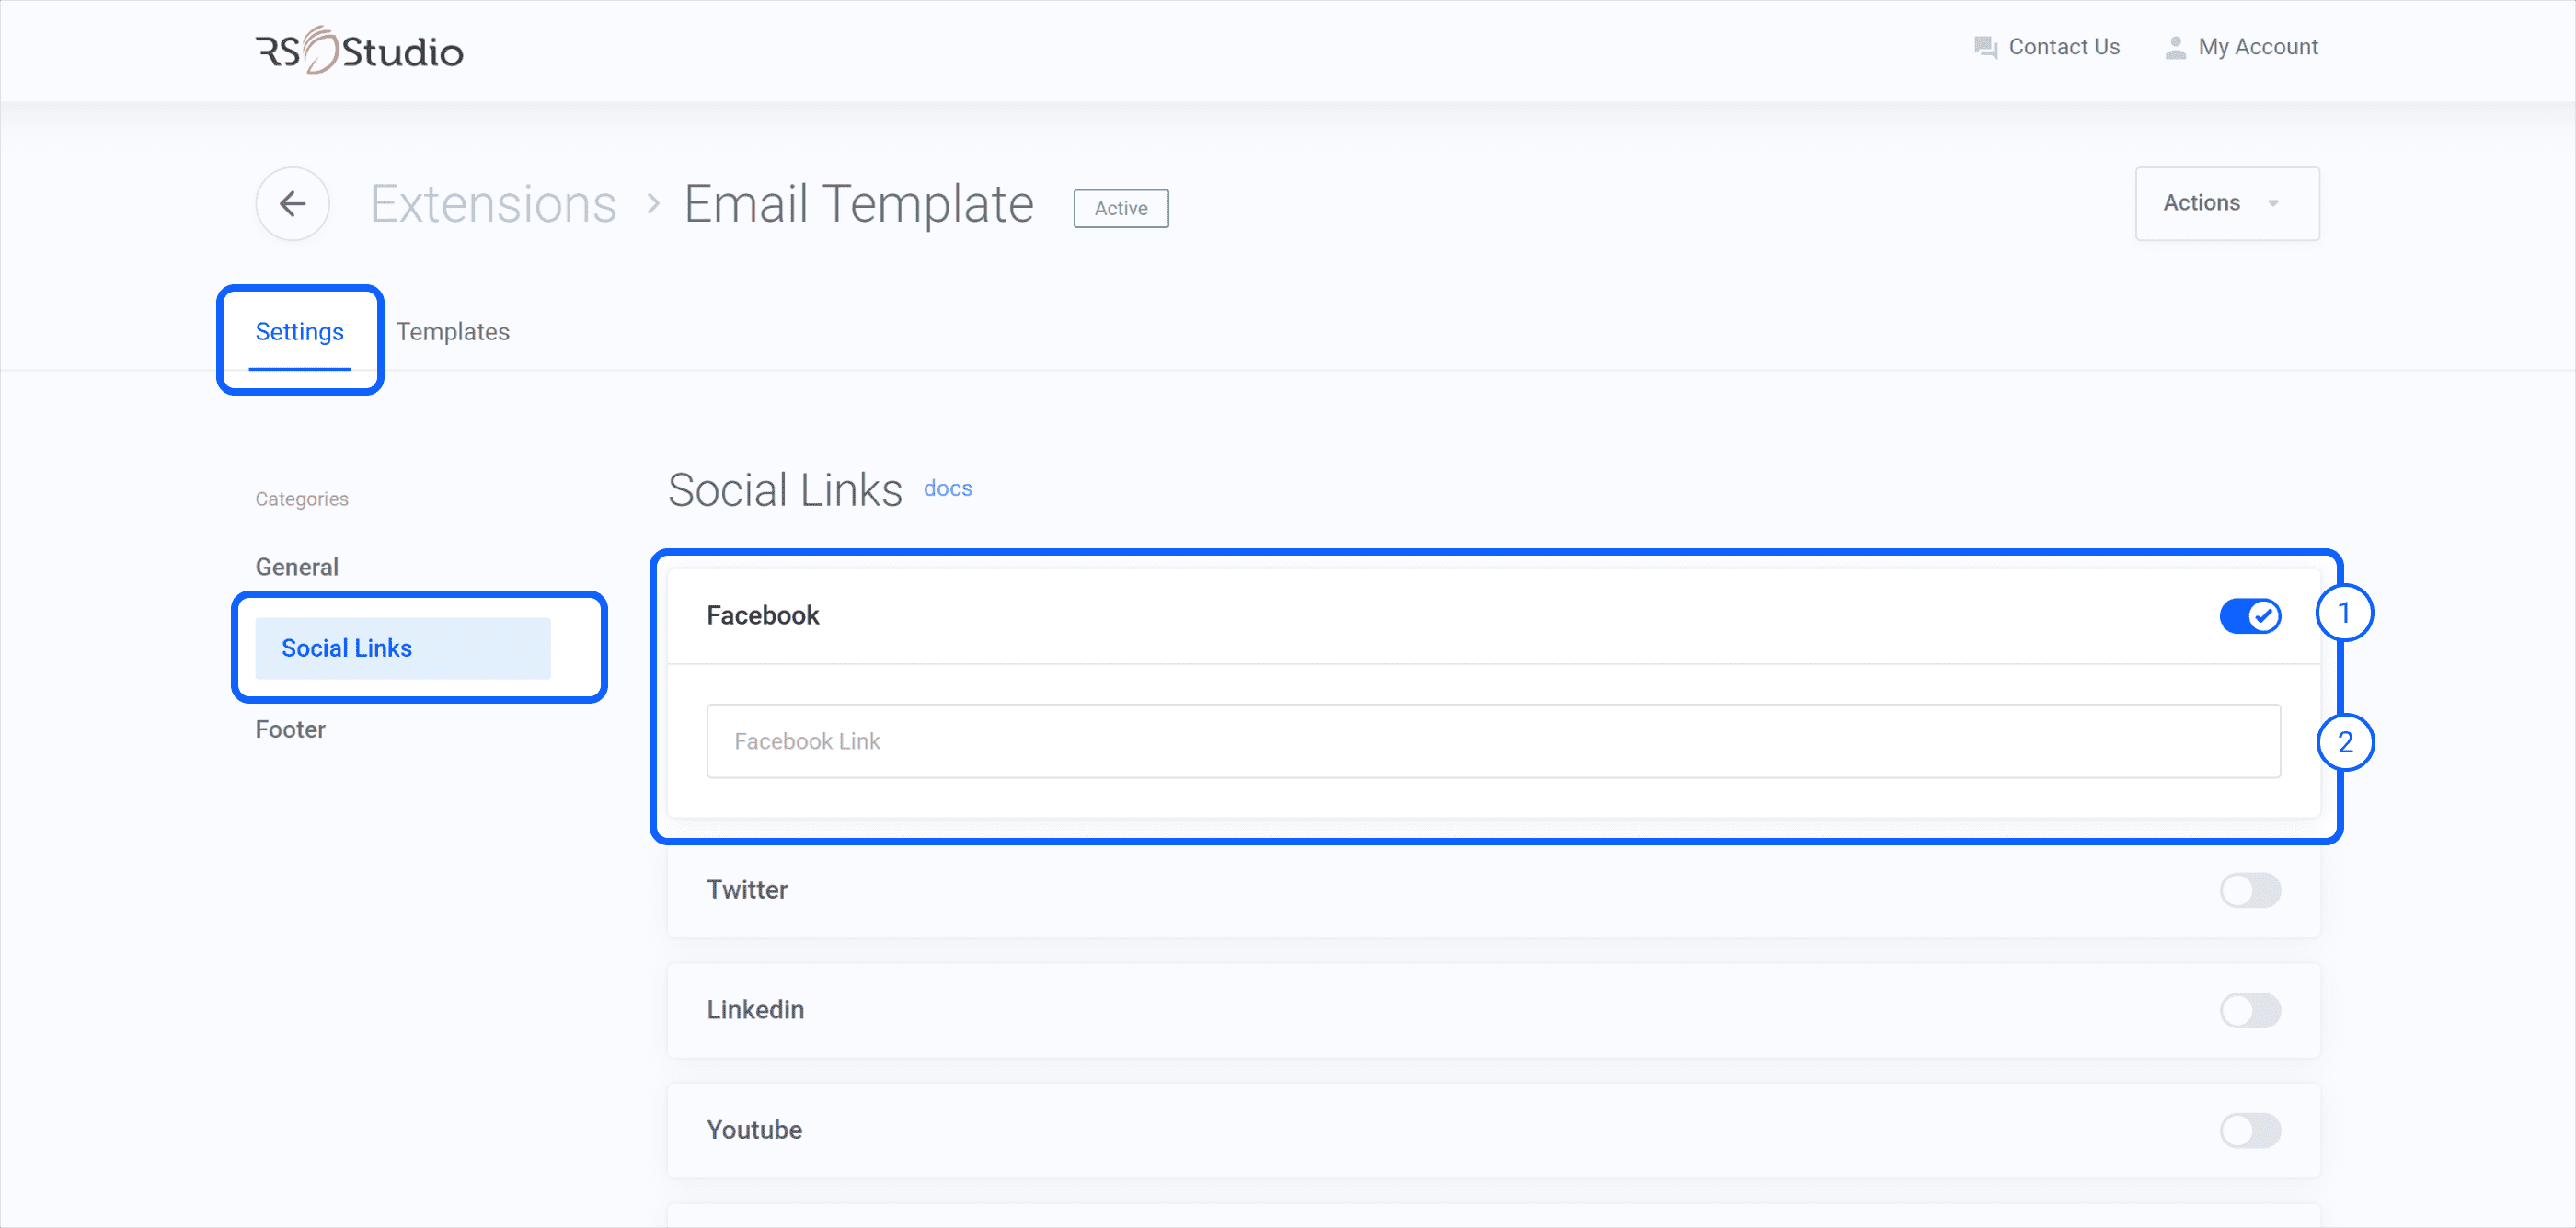 RS Studio
Contact Us
My Account
Extensions > Email Template
Active
Actions
Settings
Templates
Categories
General
Social Links
Footer
Social Links docs
Facebook
1
Facebook Link
2
Twitter
Linkedin
Youtube